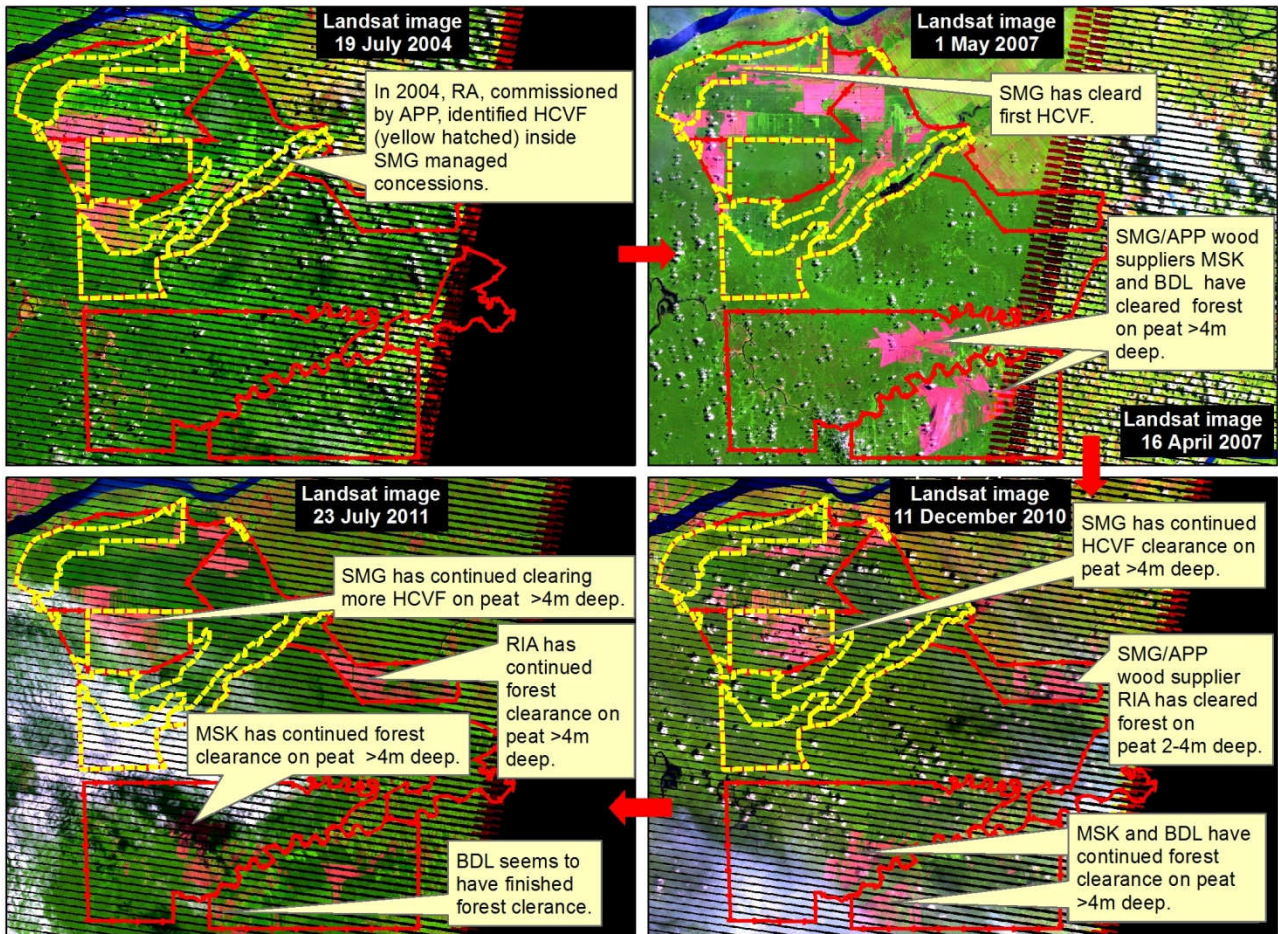 Landsat image
19 July 2004
In 2004, RA, commissioned
by APP, identified HCVF
(yellow hatched) inside
SMG managed
concessions.
Landsat image
1 May 2007
SMG has cleard
first HCVF.
SMG/APP wood
suppliers MSK
and BDL have
cleared forest
on peat >4m
deep.
Landsat image
16 April 2007
Landsat image
11 December 2010
SMG has continued
HCVF clearance on
peat >4m deep.
SMG/APP
wood supplier
RIA has cleared
forest on
peat 2-4m deep.
MSK and BDL have
continued forest
clearance on peat
>4m deep.
Landsat image
23 July 2011
SMG has continued clearing
more HCVF on peat >4m deep.
RIA has
continued
forest
clearance on
peat >4m
deep.
MSK has continued forest
clearance on peat >4m deep.
BDL seems to
have finished
forest clerance.